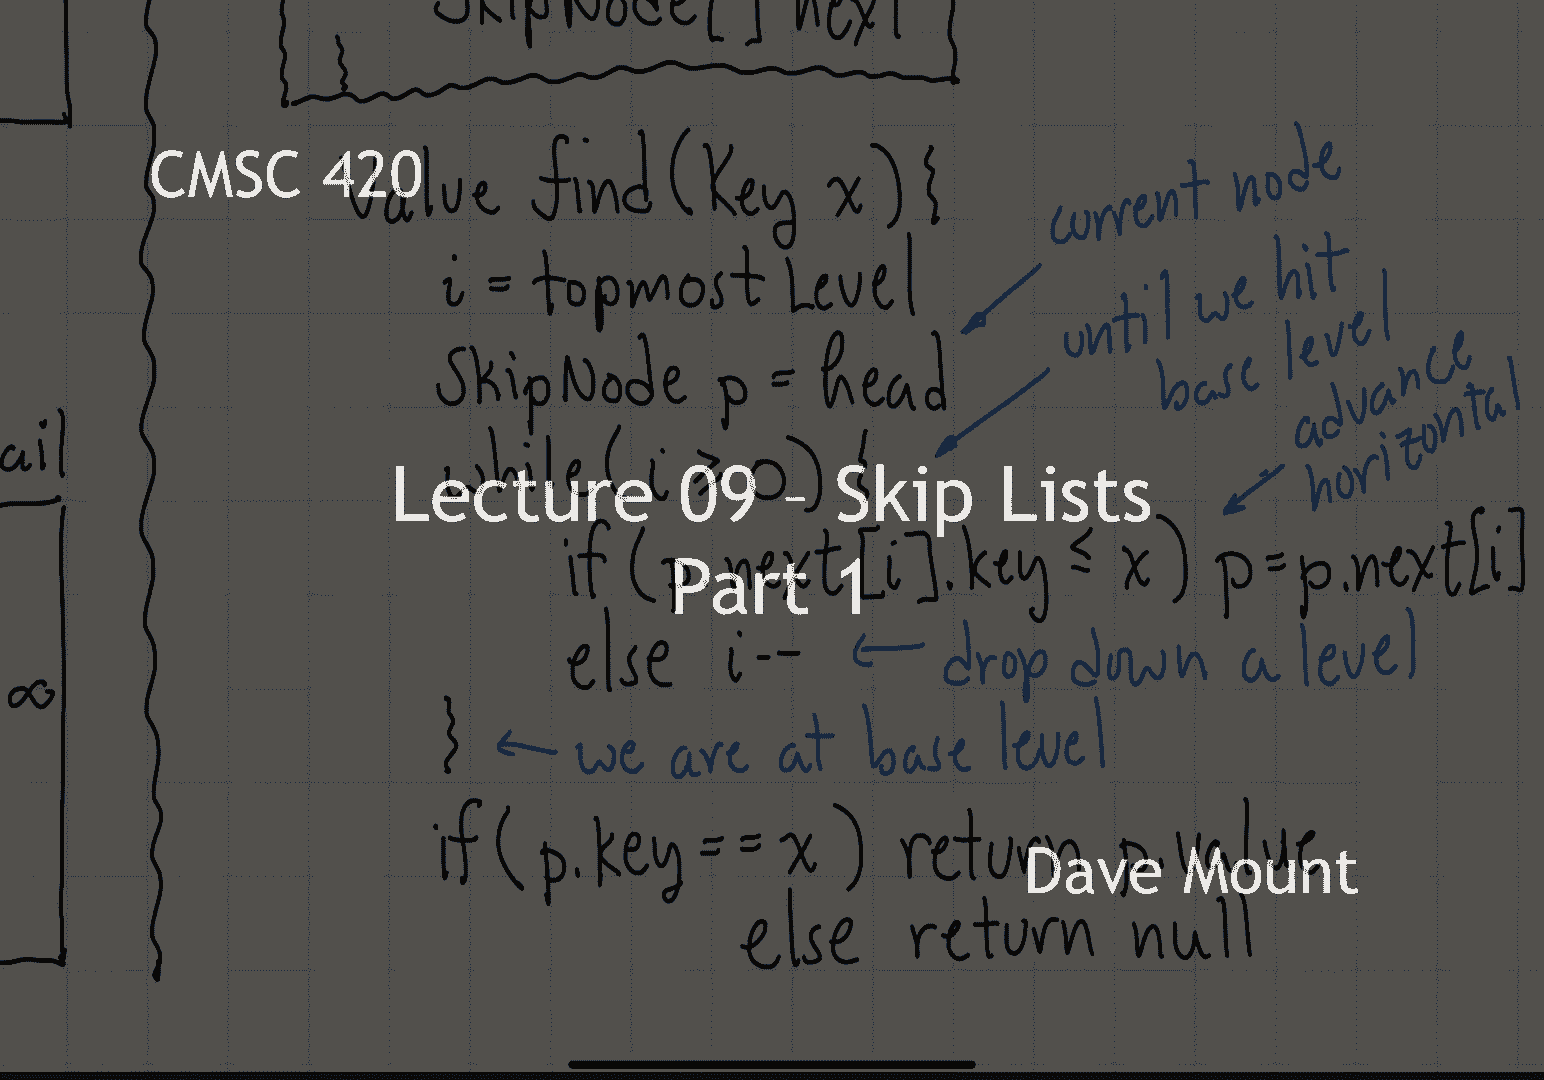 SkipNode[] next
}
CMSC 420
Value find(Key x){
current node
i = topmost Level
until we hit
base level
SkipNode p = head
advance
horizontal
ail
while(i ≥ 0) {
Lecture 09 - Skip Lists
if(p.next[i].key ≤ x) p=p.next[i]
Part 1
else i-- ← drop down a level
∞
} ← we are at base level
if(p.key == x) return p.value
Dave Mount
else return null